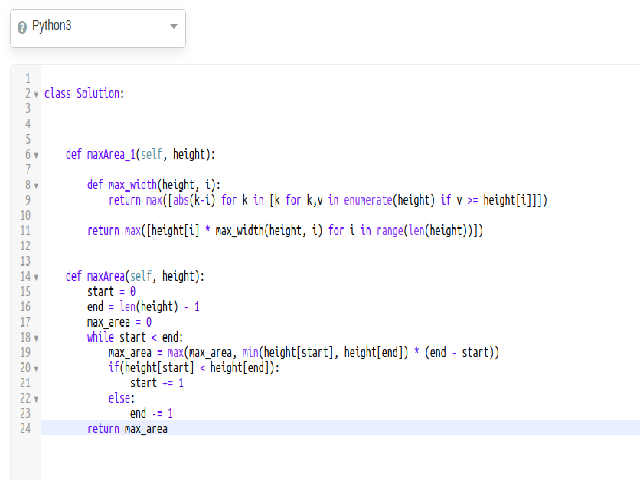 Python3
1
2 class Solution:
3
4
5
6 def maxArea_1(self, height):
7
8 def max_width(height, i):
9 return max([abs(k-i) for k in [k for k,v in enumerate(height) if v >= height[i]]])
10
11 return max([height[i] * max_width(height, i) for i in range(len(height))])
12
13
14 def maxArea(self, height):
15 start = 0
16 end = len(height) - 1
17 max_area = 0
18 while start < end:
19 max_area = max(max_area, min(height[start], height[end]) * (end - start))
20 if(height[start] < height[end]):
21 start += 1
22 else:
23 end -= 1
24 return max_area